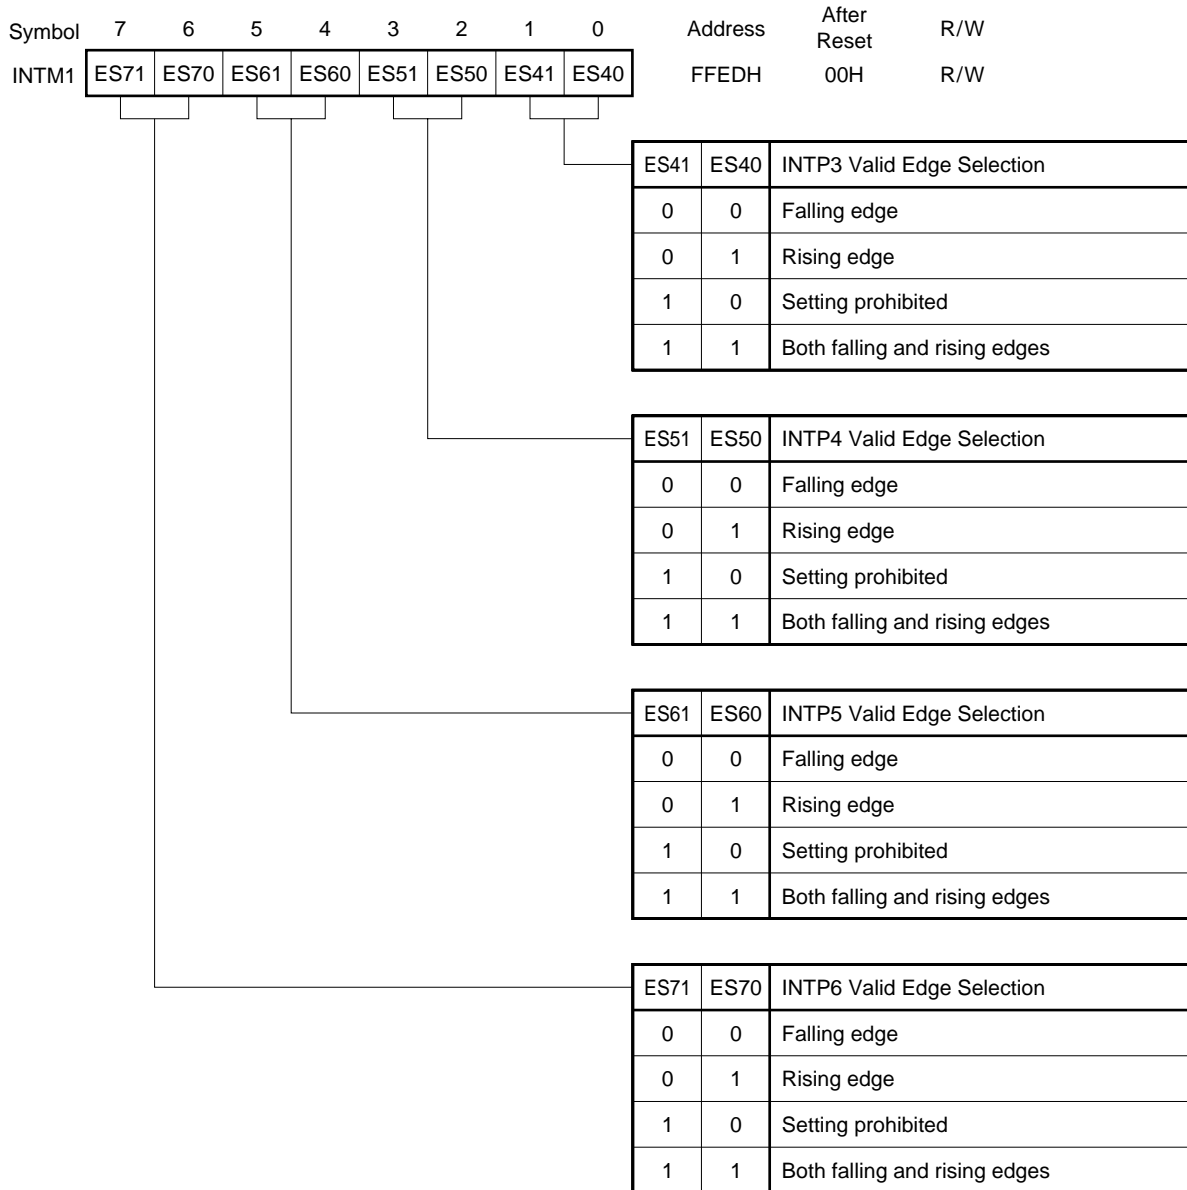 Symbol 7 6 5 4 3 2 1 0 Address After Reset R/W
INTM1 ES71 ES70 ES61 ES60 ES51 ES50 ES41 ES40 FFEDH 00H R/W
ES41 ES40 INTP3 Valid Edge Selection
0 0 Falling edge
0 1 Rising edge
1 0 Setting prohibited
1 1 Both falling and rising edges
ES51 ES50 INTP4 Valid Edge Selection
0 0 Falling edge
0 1 Rising edge
1 0 Setting prohibited
1 1 Both falling and rising edges
ES61 ES60 INTP5 Valid Edge Selection
0 0 Falling edge
0 1 Rising edge
1 0 Setting prohibited
1 1 Both falling and rising edges
ES71 ES70 INTP6 Valid Edge Selection
0 0 Falling edge
0 1 Rising edge
1 0 Setting prohibited
1 1 Both falling and rising edges